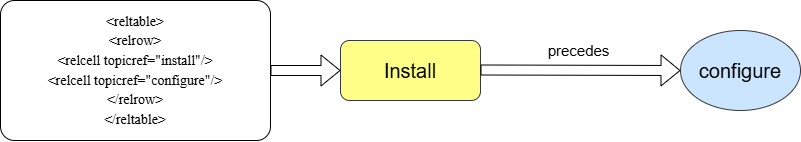 <reltable>
<relrow>
<relcell topicref="install"/>
<relcell topicref="configure"/>
</relrow>
</reltable>
Install
precedes
configure